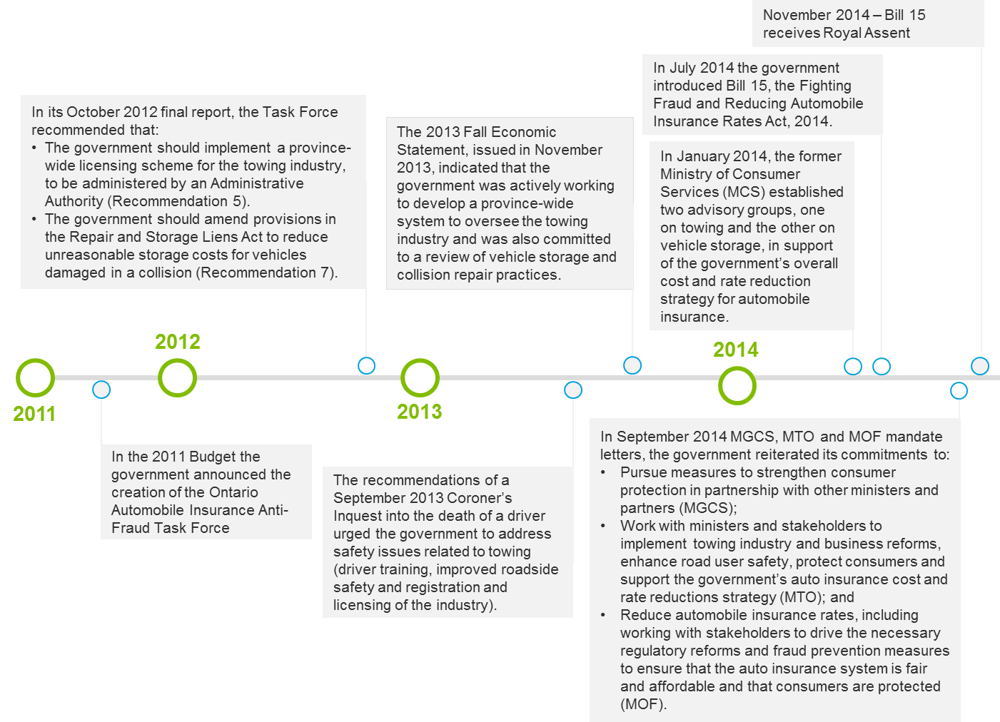 November 2014 – Bill 15
receives Royal Assent
In July 2014 the government
introduced Bill 15, the Fighting
Fraud and Reducing Automobile
Insurance Rates Act, 2014.
In its October 2012 final report, the Task Force
recommended that:
• The government should implement a province-
wide licensing scheme for the towing industry,
to be administered by an Administrative
Authority (Recommendation 5).
• The government should amend provisions in
the Repair and Storage Liens Act to reduce
unreasonable storage costs for vehicles
damaged in a collision (Recommendation 7).
The 2013 Fall Economic
Statement, issued in November
2013, indicated that the
government was actively working
to develop a province-wide
system to oversee the towing
industry and was also committed
to a review of vehicle storage and
collision repair practices.
In January 2014, the former
Ministry of Consumer
Services (MCS) established
two advisory groups, one
on towing and the other on
vehicle storage, in support
of the government's overall
cost and rate reduction
strategy for automobile
insurance.
2012
2014
2011
2013
In the 2011 Budget the
government announced the
creation of the Ontario
Automobile Insurance Anti-
Fraud Task Force
The recommendations of a
September 2013 Coroner's
Inquest into the death of a driver
urged the government to address
safety issues related to towing
(driver training, improved roadside
safety and registration and
licensing of the industry).
In September 2014 MGCS, MTO and MOF mandate
letters, the government reiterated its commitments to:
• Pursue measures to strengthen consumer
protection in partnership with other ministers and
partners (MGCS);
• Work with ministers and stakeholders to
implement towing industry and business reforms,
enhance road user safety, protect consumers and
support the government's auto insurance cost and
rate reductions strategy (MTO); and
• Reduce automobile insurance rates, including
working with stakeholders to drive the necessary
regulatory reforms and fraud prevention measures
to ensure that the auto insurance system is fair
and affordable and that consumers are protected
(MOF).